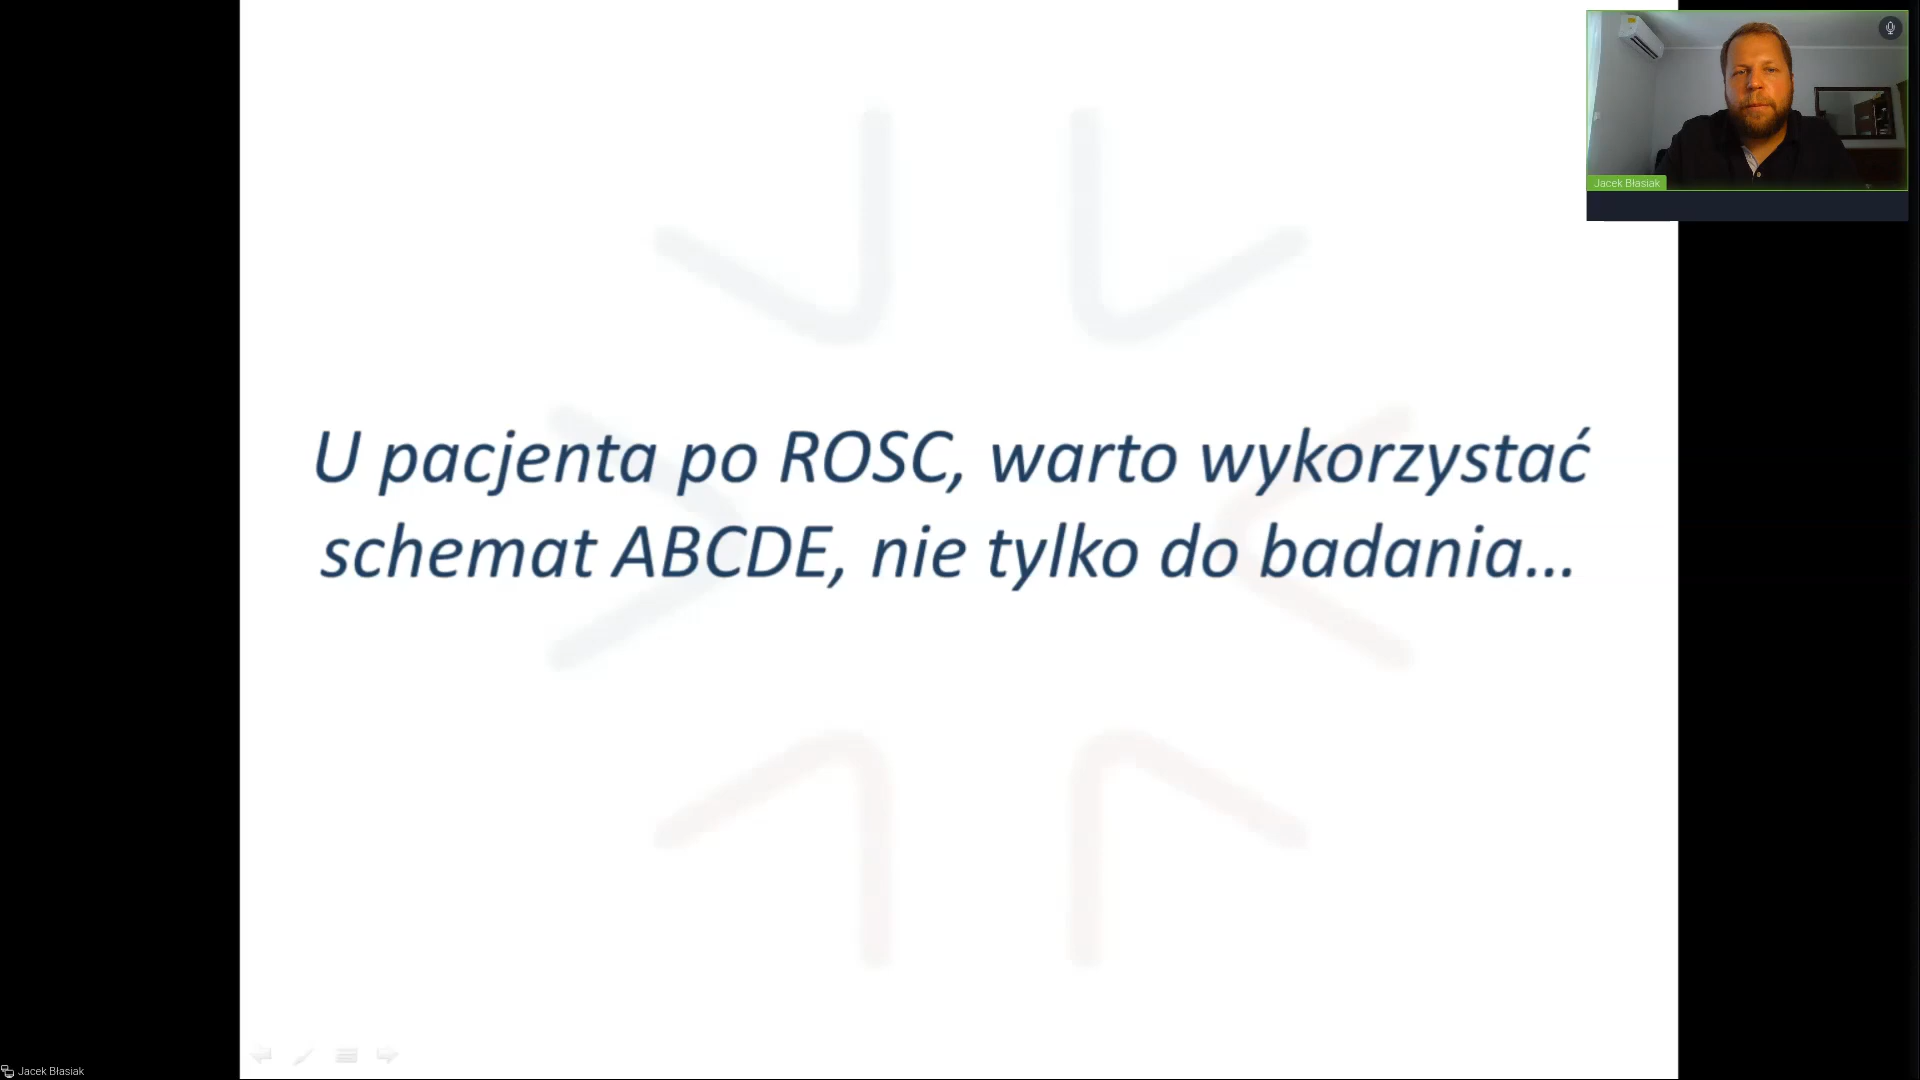 Jacek Błasiak
U pacjenta po ROSC, warto wykorzystać
schemat ABCDE, nie tylko do badania...
Jacek Błasiak